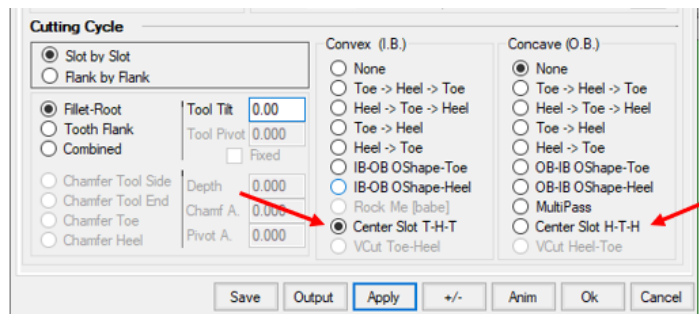 Cutting Cycle
Slot by Slot
Flank by Flank
Fillet-Root
Tooth Flank
Combined
Tool Tilt 0.00
Tool Pivot 0.000
Fixed
Chamfer Tool Side
Chamfer Tool End
Chamfer Toe
Chamfer Heel
Depth 0.000
Chamf A. 0.000
Pivot A. 0.000
Convex (I.B.)
None
Toe -> Heel -> Toe
Heel -> Toe -> Heel
Toe -> Heel
Heel -> Toe
IB-OB OShape-Toe
IB-OB OShape-Heel
Rock Me [babe]
Center Slot T-H-T
VCut Toe-Heel
Concave (O.B.)
None
Toe -> Heel -> Toe
Heel -> Toe -> Heel
Toe -> Heel
Heel -> Toe
OB-IB OShape-Toe
OB-IB OShape-Heel
MultiPass
Center Slot H-T-H
VCut Heel-Toe
Save Output Apply +/- Anim Ok Cancel